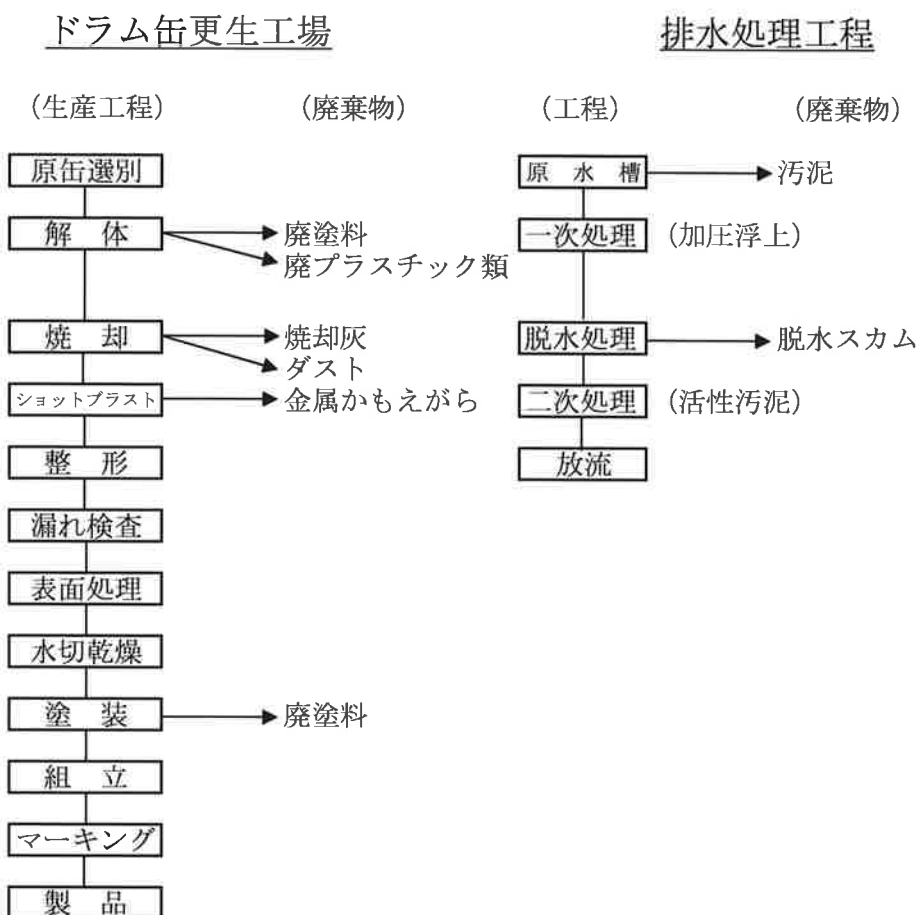 ドラム缶更生工場
(生産工程) (廃棄物)
原缶選別
解 体
廃塗料
廃プラスチック類
焼 却
焼却灰
ダスト
ショットブラスト
金属かもえがら
整 形
漏れ検査
表面処理
水切乾燥
塗 装
廃塗料
組 立
マーキング
製 品
排水処理工程
(工程) (廃棄物)
原 水 槽
汚泥
一次処理 (加圧浮上)
脱水処理
脱水スカム
二次処理 (活性汚泥)
放流